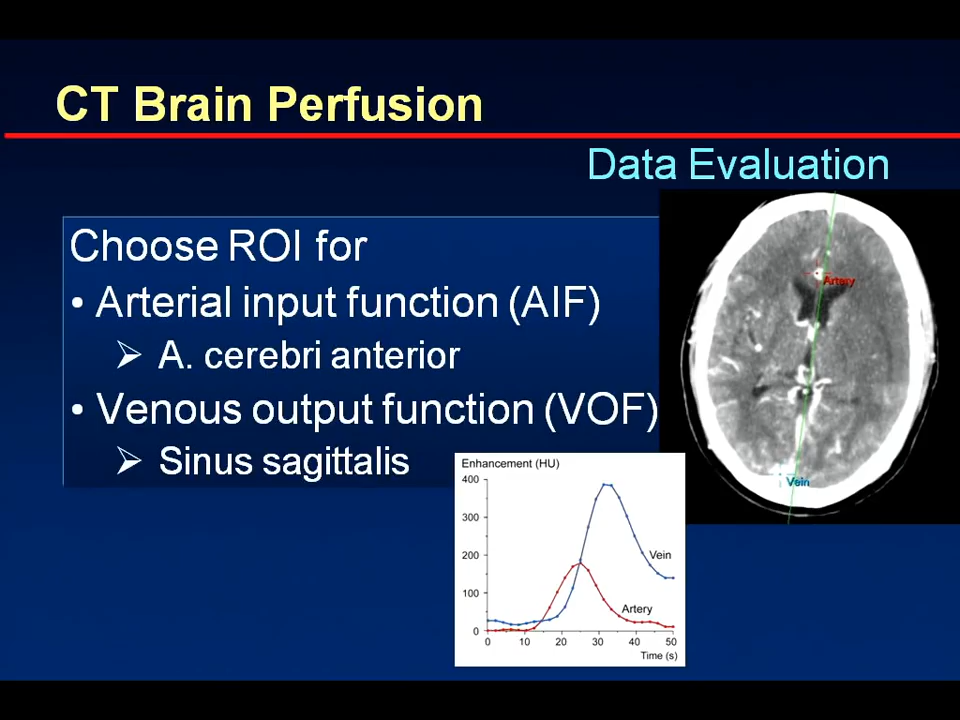 CT Brain Perfusion
Data Evaluation
Choose ROI for
• Arterial input function (AIF)
➢ A. cerebri anterior
• Venous output function (VOF)
➢ Sinus sagittalis
Artery
Vein
Enhancement (HU)
400
300
200
100
0
Vein
Artery
0 10 20 30 40 50
Time (s)